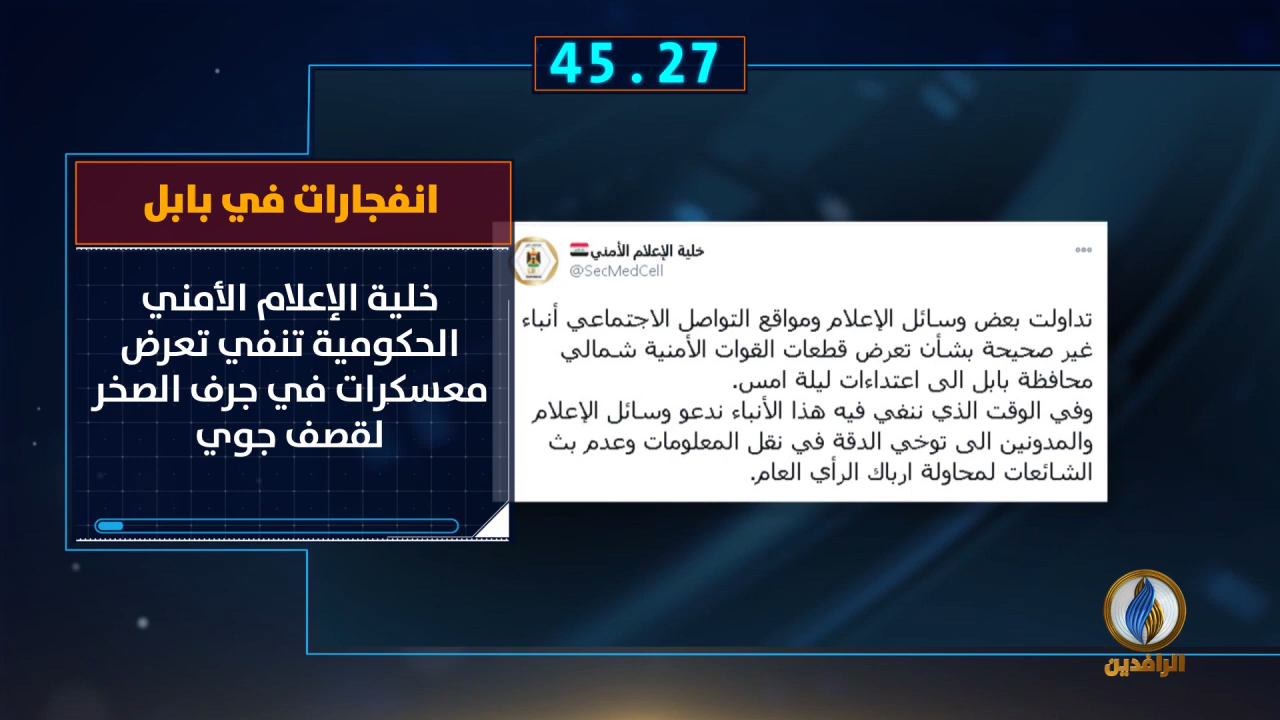 45.27
انفجارات في بابل
خلية الإعلام الأمني
الحكومية تنفي تعرض
معسكرات في جرف الصخر
لقصف جوي
خلية الإعلام الأمني
@SecMedCell
تداولت بعض وسائل الإعلام ومواقع التواصل الاجتماعي أنباء
غير صحيحة بشأن تعرض قطعات القوات الأمنية شمالي
محافظة بابل الى اعتداءات ليلة امس.
وفي الوقت الذي ننفي فيه هذا الأنباء ندعو وسائل الإعلام
والمدونين الى توخي الدقة في نقل المعلومات وعدم بث
الشائعات لمحاولة ارباك الرأي العام.
الرافدين